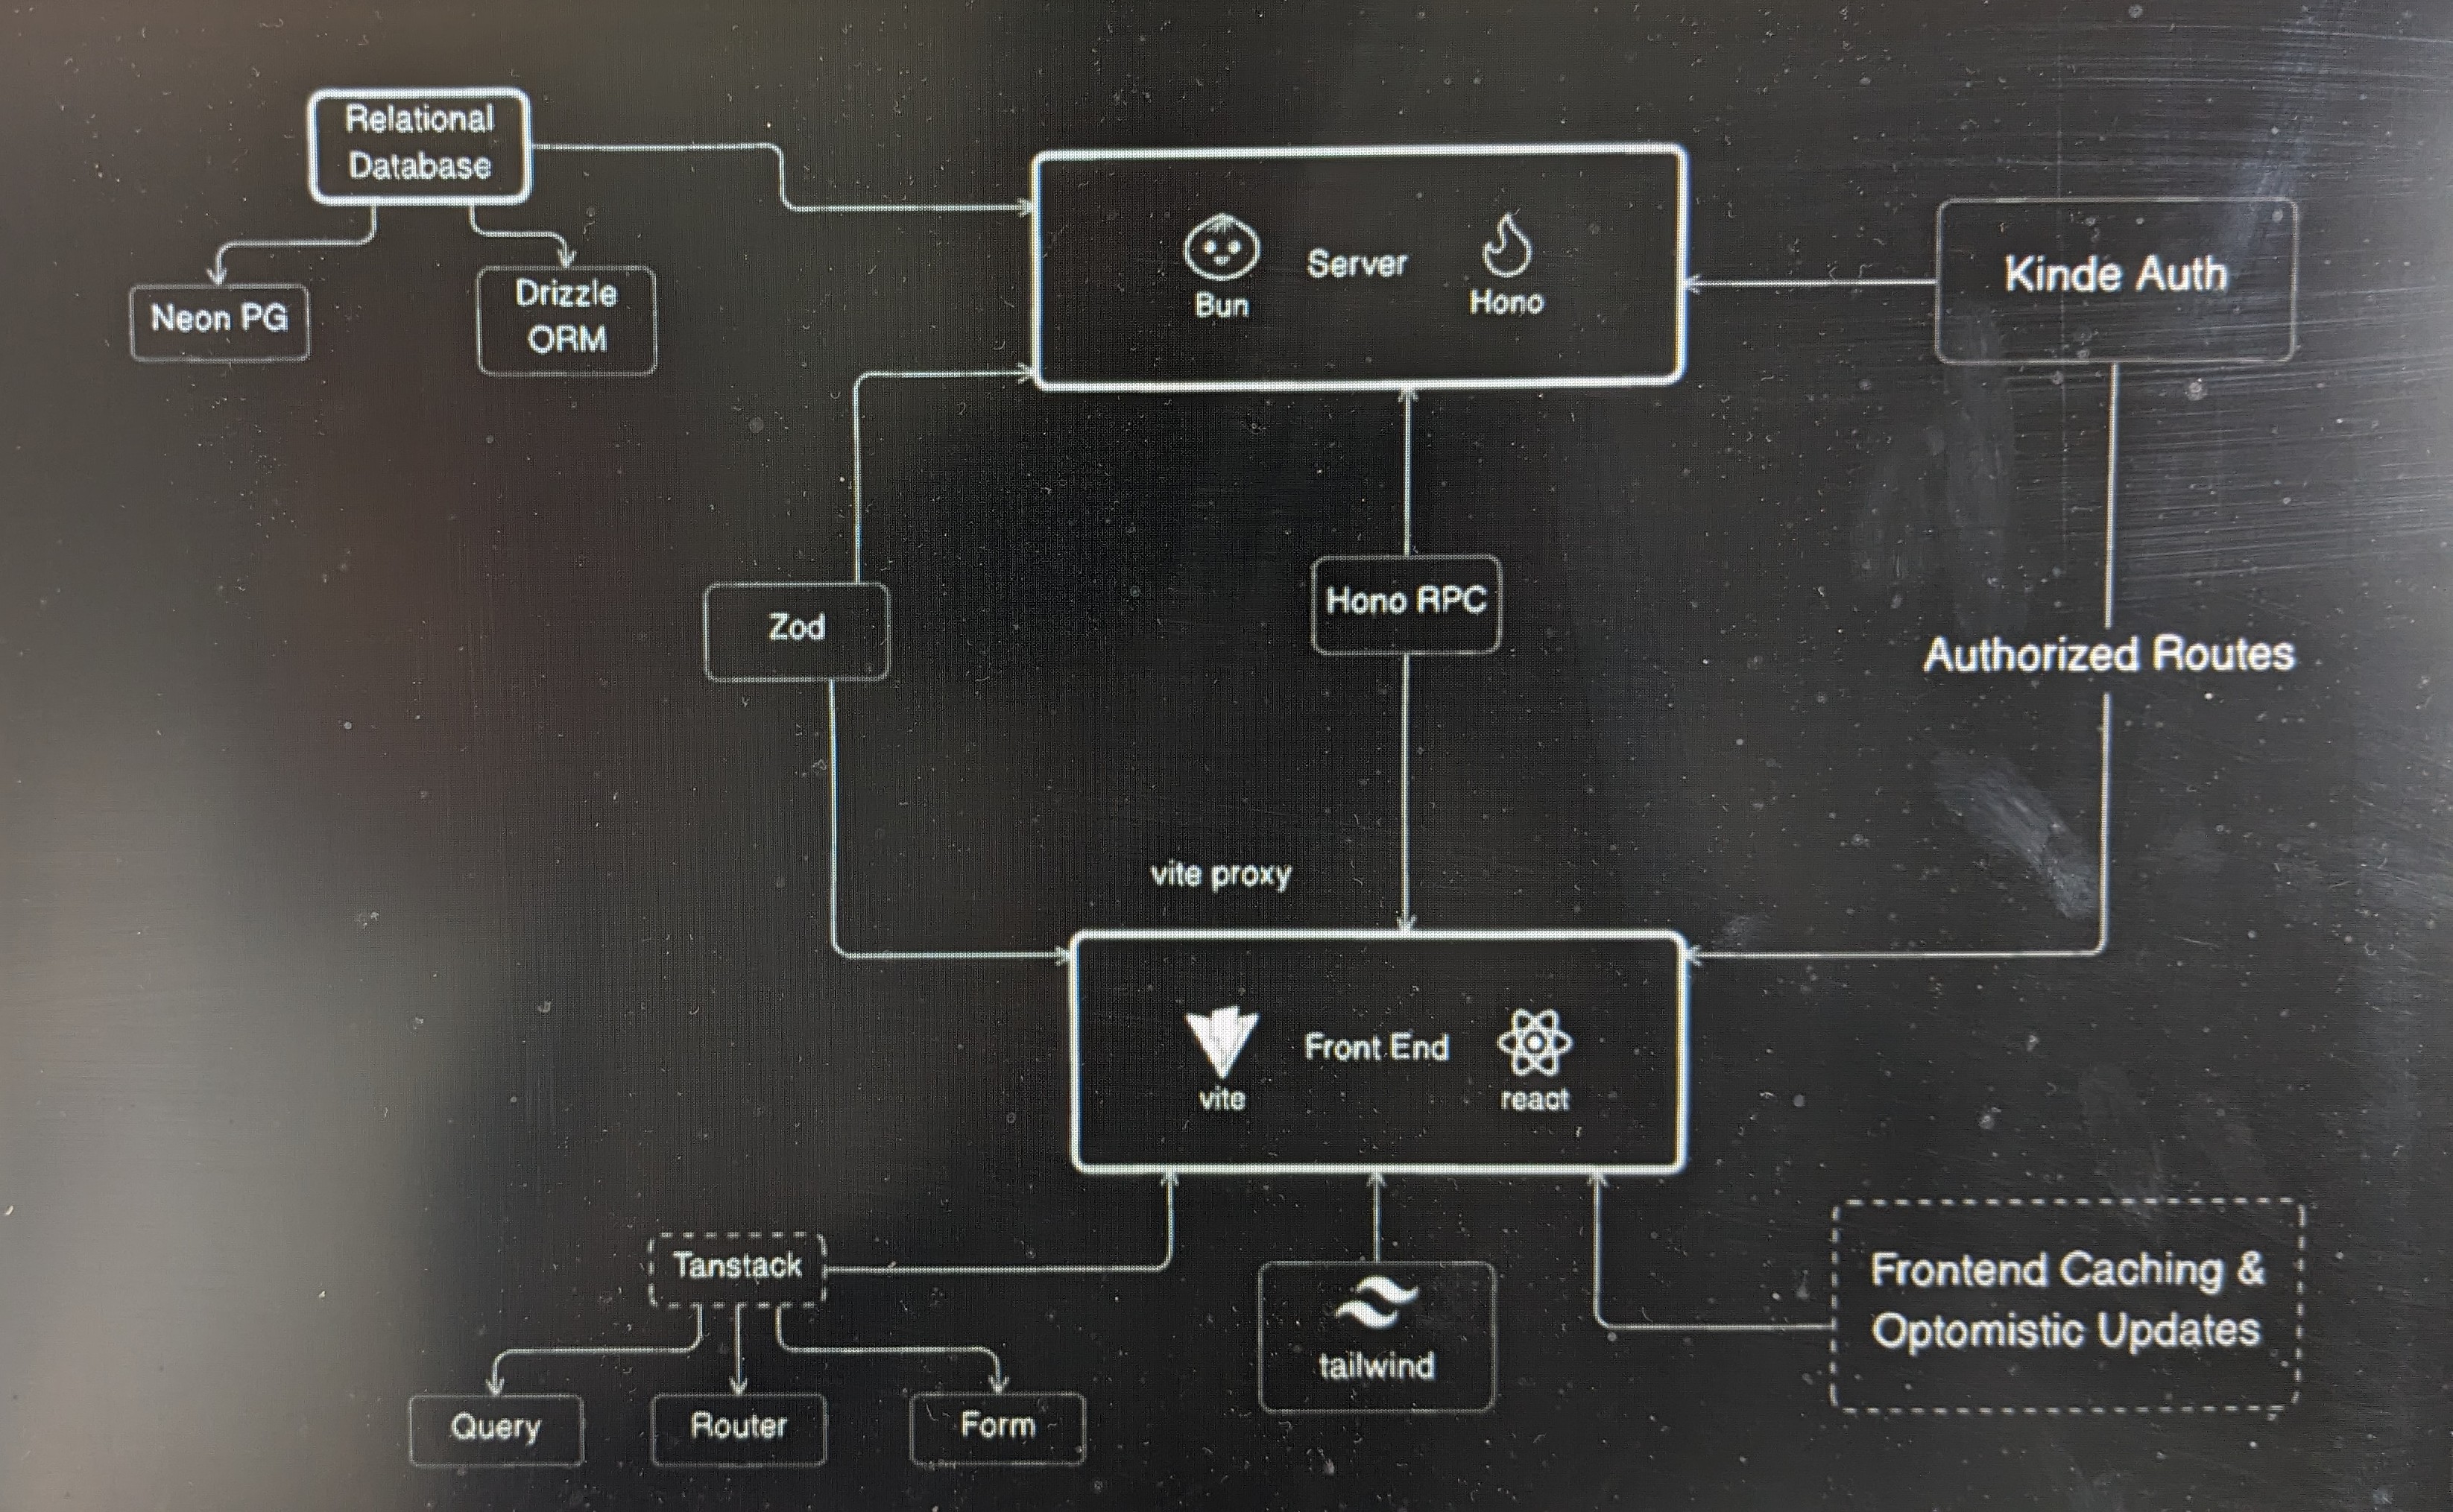 Relational
Database
Neon PG
Drizzle
ORM
Bun
Server
Hono
Kinde Auth
Zod
Hono RPC
Authorized Routes
vite proxy
vite
Front End
react
Tanstack
Query
Router
Form
tailwind
Frontend Caching &
Optomistic Updates